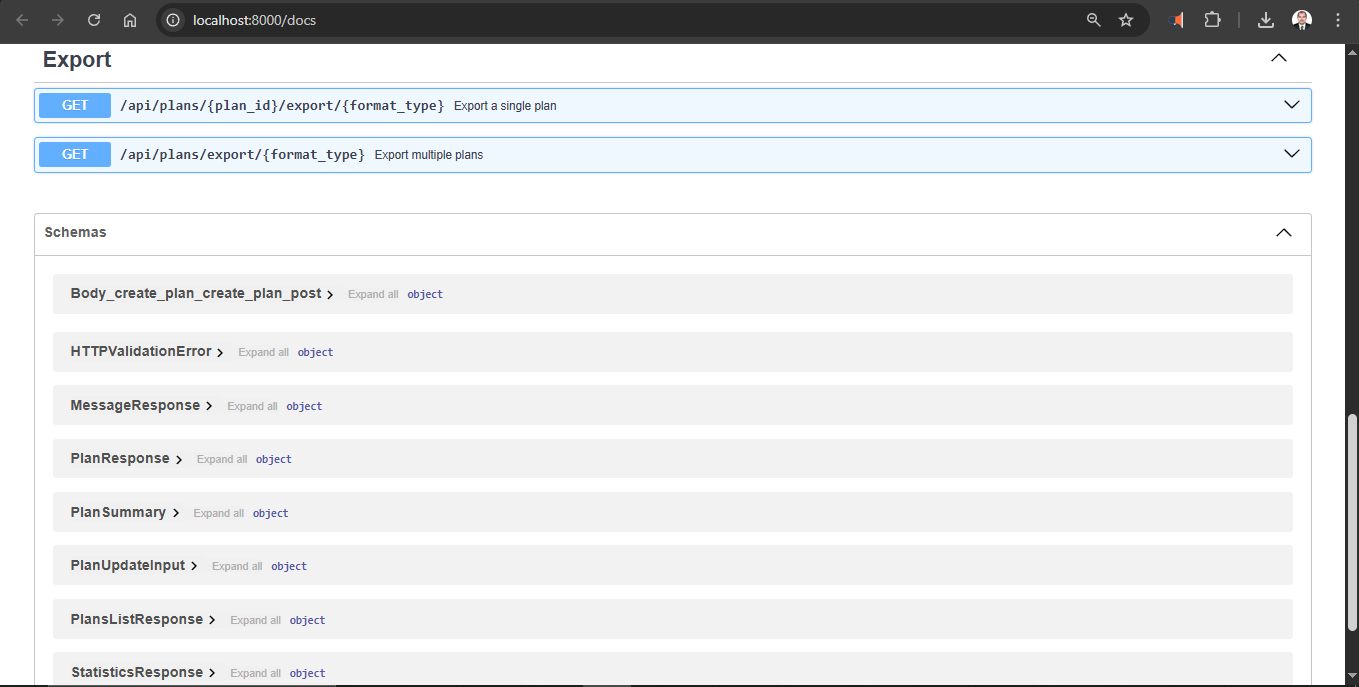 localhost:8000/docs
Export
GET /api/plans/{plan_id}/export/{format_type} Export a single plan
GET /api/plans/export/{format_type} Export multiple plans
Schemas
Body_create_plan_create_plan_post Expand all object
HTTPValidationError Expand all object
MessageResponse Expand all object
PlanResponse Expand all object
PlanSummary Expand all object
PlanUpdateInput Expand all object
PlansListResponse Expand all object
StatisticsResponse Expand all object